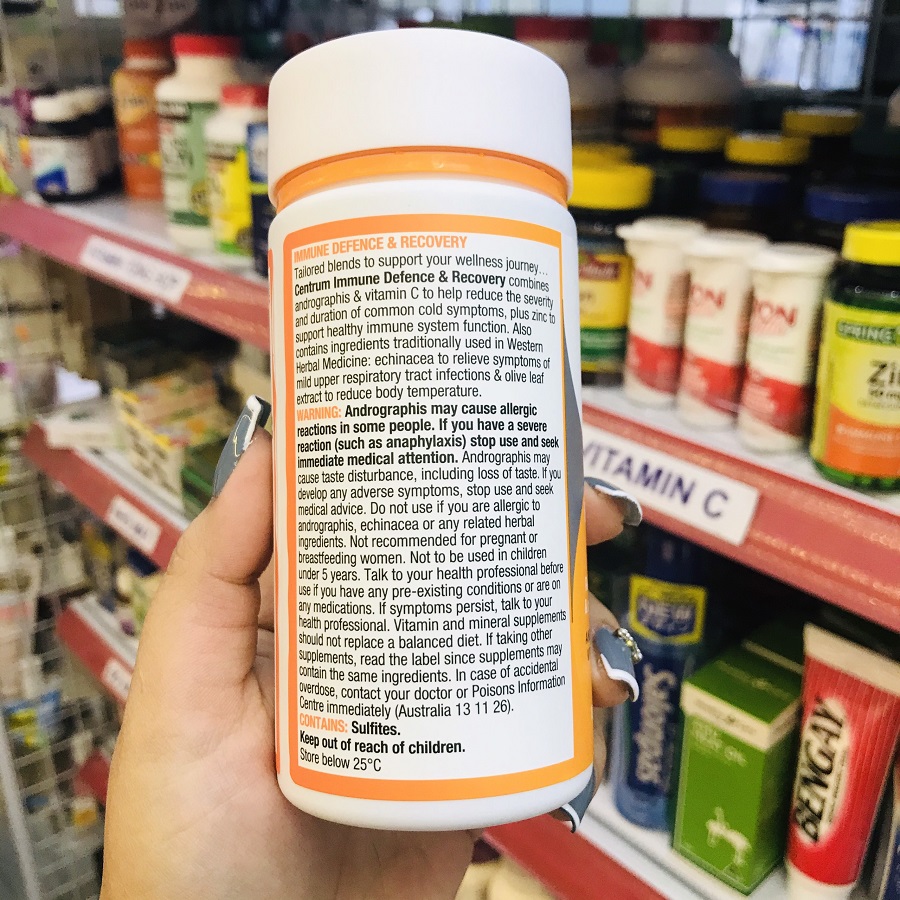 IMMUNE DEFENCE & RECOVERY
Tailored blends to support your wellness journey...
Centrum Immune Defence & Recovery combines
andrographis & vitamin C to help reduce the severity
and duration of common cold symptoms, plus zinc to
support healthy immune system function. Also
contains ingredients traditionally used in Western
Herbal Medicine: echinacea to relieve symptoms of
mild upper respiratory tract infections & olive leaf
extract to reduce body temperature.
WARNING: Andrographis may cause allergic
reactions in some people. If you have a severe
reaction (such as anaphylaxis) stop use and seek
immediate medical attention. Andrographis may
cause taste disturbance, including loss of taste. If you
develop any adverse symptoms, stop use and seek
medical advice. Do not use if you are allergic to
andrographis, echinacea or any related herbal
ingredients. Not recommended for pregnant or
breastfeeding women. Not to be used in children
under 5 years. Talk to your health professional before
use if you have any pre-existing conditions or are on
any medications. If symptoms persist, talk to your
health professional. Vitamin and mineral supplements
should not replace a balanced diet. If taking other
supplements, read the label since supplements may
contain the same ingredients. In case of accidental
overdose, contact your doctor or Poisons Information
Centre immediately (Australia 13 11 26).
CONTAINS: Sulfites.
Keep out of reach of children.
Store below 25°C
VITAMIN C
SPRING
BENGAY